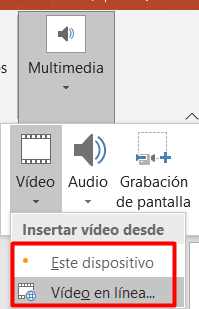 s
Multimedia
Vídeo
Audio
Grabación
de pantalla
Insertar vídeo desde
Este dispositivo
Vídeo en línea...